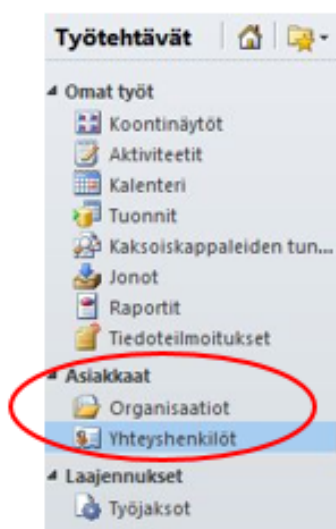 Työtehtävät
Omat työt
Koontinäytöt
Aktiviteetit
Kalenteri
Tuonnit
Kaksoiskappaleiden tun...
Jonot
Raportit
Tiedoteilmoitukset
Asiakkaat
Organisaatiot
Yhteyshenkilöt
Laajennukset
Työjaksot